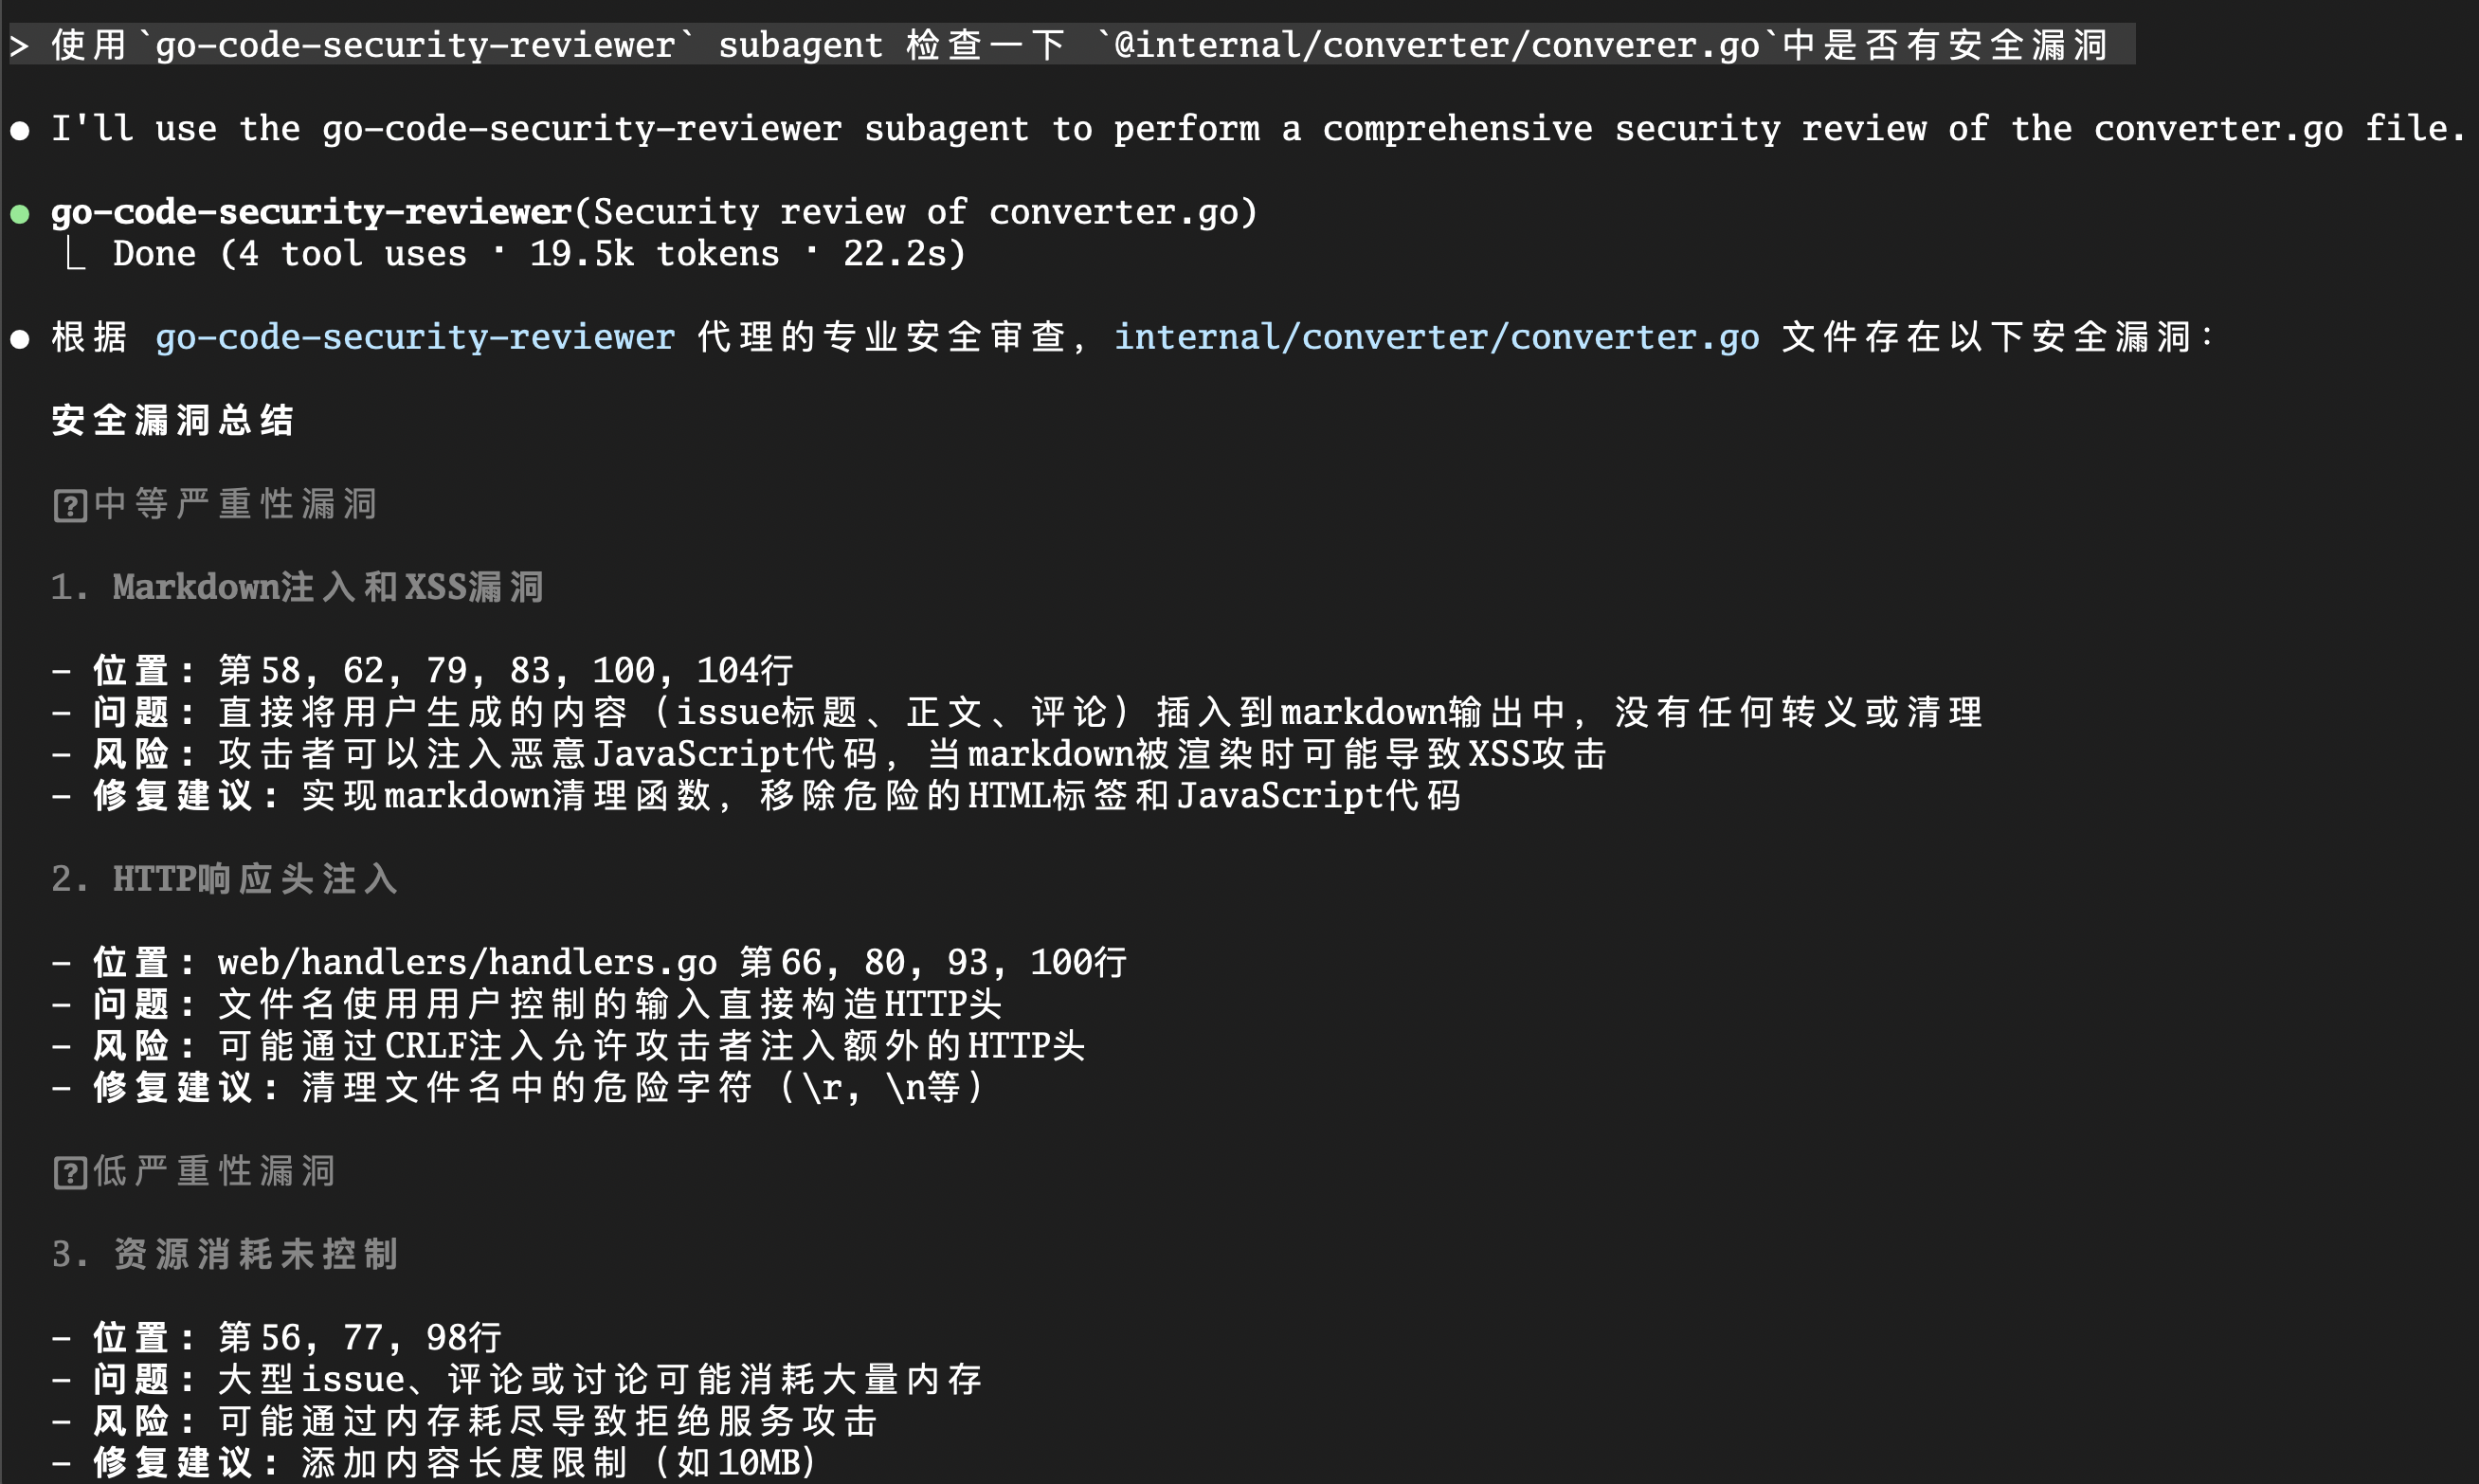 > 使用`go-code-security-reviewer` subagent 检查一下 `@internal/converter/converer.go`中是否有安全漏洞
● I'll use the go-code-security-reviewer subagent to perform a comprehensive security review of the converter.go file.
● go-code-security-reviewer(Security review of converter.go)
⎿ Done (4 tool uses · 19.5k tokens · 22.2s)
● 根据 go-code-security-reviewer 代理的专业安全审查, internal/converter/converter.go 文件存在以下安全漏洞：
安全漏洞总结
中等严重性漏洞
1. Markdown注入和XSS漏洞
- 位置: 第58, 62, 79, 83, 100, 104行
- 问题: 直接将用户生成的内容（issue标题、正文、评论）插入到markdown输出中，没有任何转义或清理
- 风险: 攻击者可以注入恶意JavaScript代码，当markdown被渲染时可能导致XSS攻击
- 修复建议: 实现markdown清理函数，移除危险的HTML标签和JavaScript代码
2. HTTP响应头注入
- 位置: web/handlers/handlers.go 第66, 80, 93, 100行
- 问题: 文件名使用用户控制的输入直接构造HTTP头
- 风险: 可能通过CRLF注入允许攻击者注入额外的HTTP头
- 修复建议: 清理文件名中的危险字符（\r, \n等）
低严重性漏洞
3. 资源消耗未控制
- 位置: 第56, 77, 98行
- 问题: 大型issue、评论或讨论可能消耗大量内存
- 风险: 可能通过内存耗尽导致拒绝服务攻击
- 修复建议: 添加内容长度限制（如10MB）